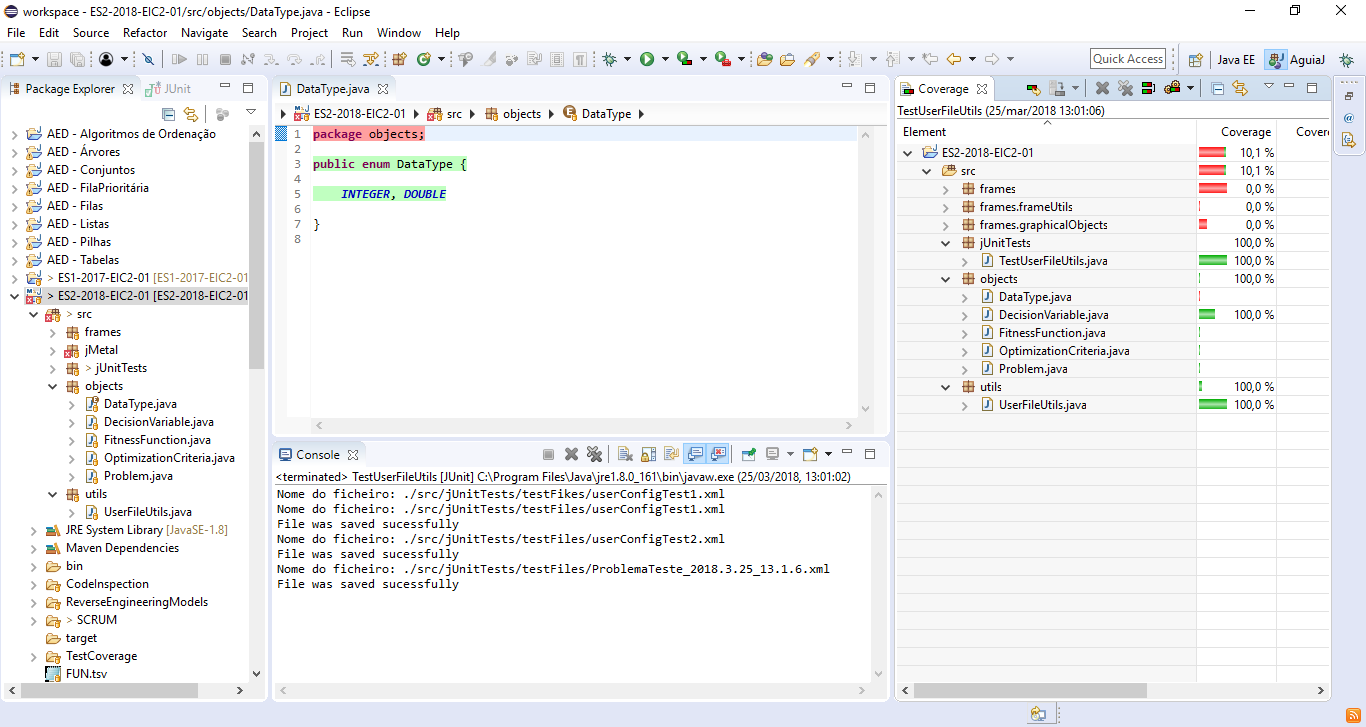 workspace - ES2-2018-EIC2-01/src/objects/DataType.java - Eclipse
File Edit Source Refactor Navigate Search Project Run Window Help
Quick Access Java EE AguiaJ
Package Explorer JUnit
AED - Algoritmos de Ordenação
AED - Árvores
AED - Conjuntos
AED - FilaPrioritária
AED - Filas
AED - Listas
AED - Pilhas
AED - Tabelas
> ES1-2017-EIC2-01 [ES1-2017-EIC2-01
> ES2-2018-EIC2-01 [ES2-2018-EIC2-01
> src
frames
jMetal
> jUnitTests
objects
DataType.java
DecisionVariable.java
FitnessFunction.java
OptimizationCriteria.java
Problem.java
utils
UserFileUtils.java
JRE System Library [JavaSE-1.8]
Maven Dependencies
bin
CodeInspection
ReverseEngineeringModels
> SCRUM
target
TestCoverage
FUN.tsv
DataType.java
ES2-2018-EIC2-01 src objects DataType
1 package objects;
2
3 public enum DataType {
4
5 INTEGER, DOUBLE
6
7 }
8
Console
<terminated> TestUserFileUtils [JUnit] C:\Program Files\Java\jre1.8.0_161\bin\javaw.exe (25/03/2018, 13:01:02)
Nome do ficheiro: ./src/jUnitTests/testFikes/userConfigTest1.xml
Nome do ficheiro: ./src/jUnitTests/testFiles/userConfigTest1.xml
File was saved sucessfully
Nome do ficheiro: ./src/jUnitTests/testFiles/userConfigTest2.xml
File was saved sucessfully
Nome do ficheiro: ./src/jUnitTests/testFiles/ProblemaTeste_2018.3.25_13.1.6.xml
File was saved sucessfully
Coverage
TestUserFileUtils (25/mar/2018 13:01:06)
Element Coverage Cover
ES2-2018-EIC2-01 10,1 %
src 10,1 %
frames 0,0 %
frames.frameUtils 0,0 %
frames.graphicalObjects 0,0 %
jUnitTests 100,0 %
TestUserFileUtils.java 100,0 %
objects 100,0 %
DataType.java
DecisionVariable.java 100,0 %
FitnessFunction.java
OptimizationCriteria.java
Problem.java
utils 100,0 %
UserFileUtils.java 100,0 %